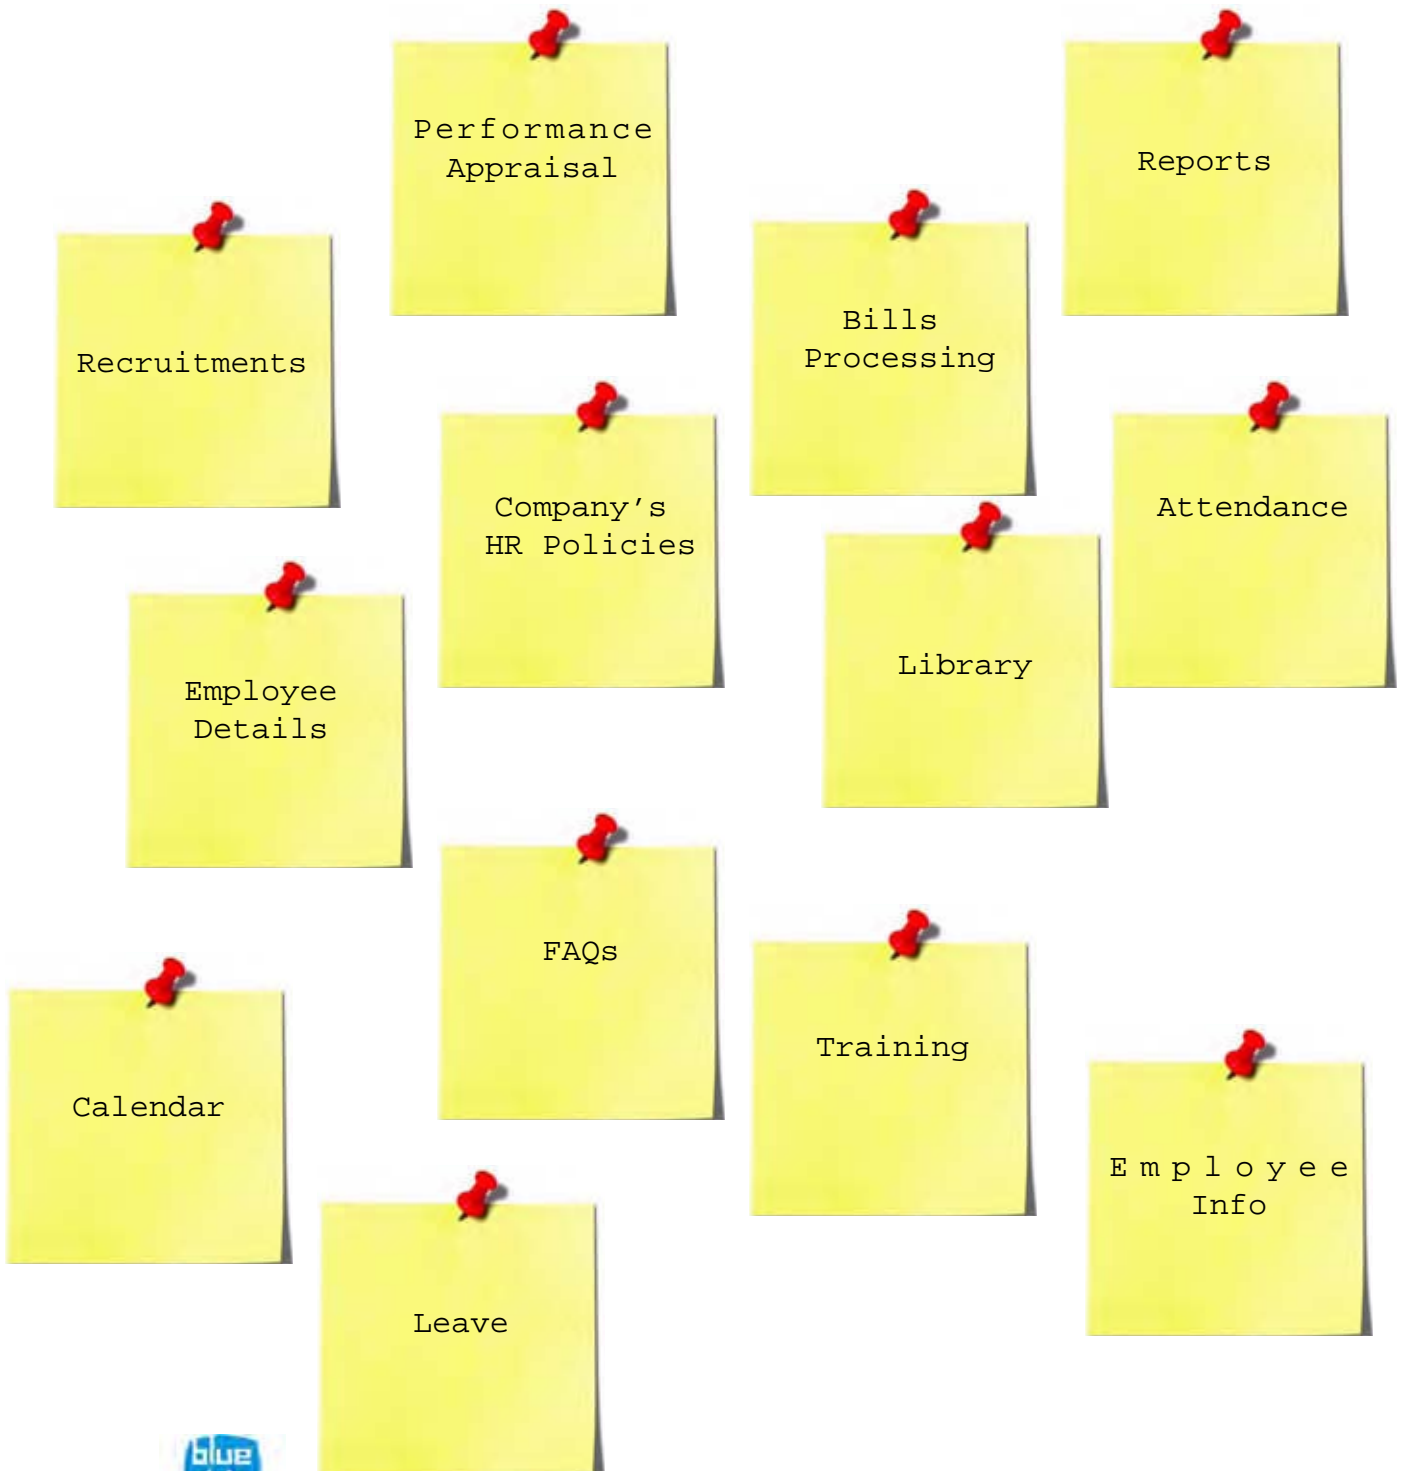 Performance
Appraisal
Reports
Recruitments
Bills
Processing
Company’s
HR Policies
Attendance
Employee
Details
Library
FAQs
Training
Calendar
Employee
Info
Leave
blue